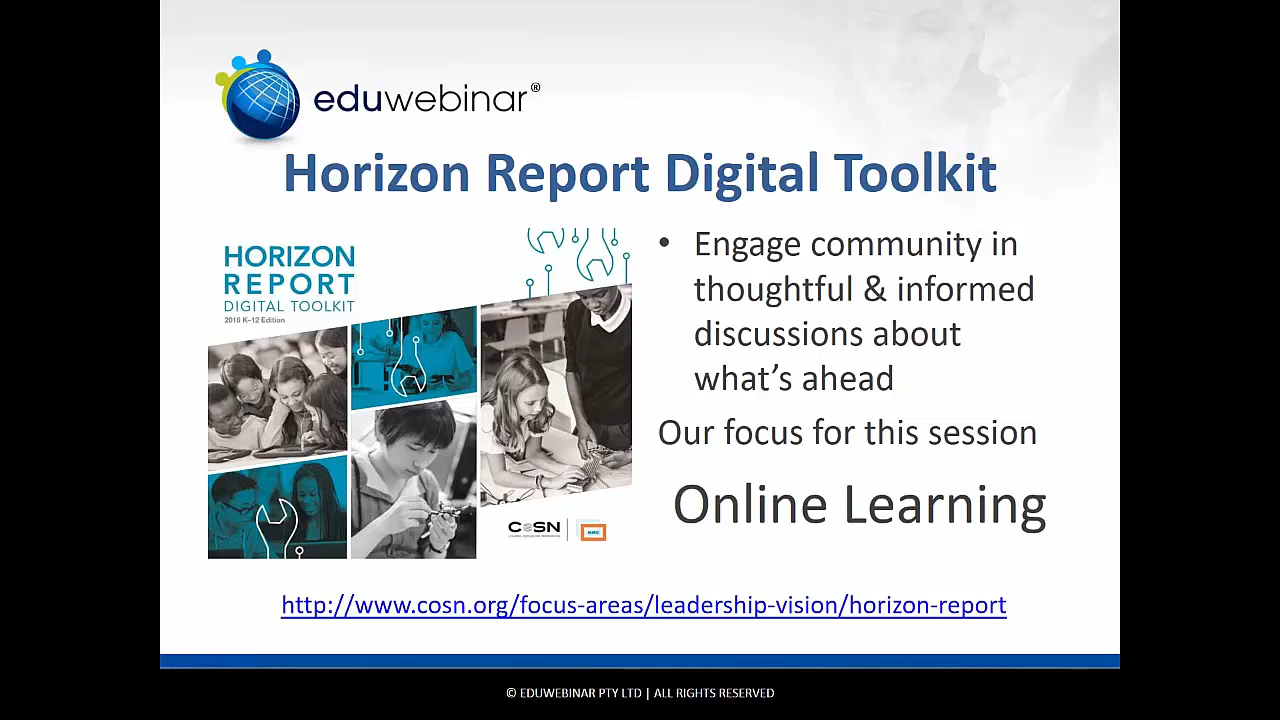 eduwebinar®
Horizon Report Digital Toolkit
HORIZON
REPORT
DIGITAL TOOLKIT
2016 K–12 Edition
CoSN
NMC
• Engage community in
thoughtful & informed
discussions about
what’s ahead
Our focus for this session
Online Learning
http://www.cosn.org/focus-areas/leadership-vision/horizon-report
© EDUWEBINAR PTY LTD | ALL RIGHTS RESERVED